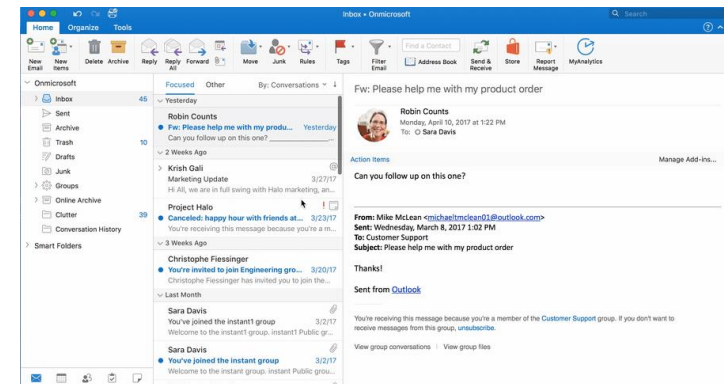 Inbox • Onmicrosoft
Search
Home Organize Tools
New Email
New Items
Delete
Archive
Reply
Reply All
Forward
Move
Junk
Rules
Tags
Filter Email
Find a Contact
Address Book
Send & Receive
Store
Report Message
MyAnalytics
Onmicrosoft
Inbox 45
Sent
Archive
Trash 10
Drafts
Junk
Groups
Online Archive
Clutter 39
Conversation History
Smart Folders
Focused Other By: Conversations
Yesterday
Robin Counts
Fw: Please help me with my produ... Yesterday
Can you follow up on this one? ___...
2 Weeks Ago
Krish Gali @
Marketing Update 3/27/17
Hi All, we are in full swing with Halo marketing, an...
Project Halo !
Canceled: happy hour with friends at... 3/23/17
You're receiving this message because you're a m...
3 Weeks Ago
Christophe Fiessinger
You're invited to join Engineering gro... 3/20/17
Christophe Fiessinger has invited you to join the...
Last Month
Sara Davis
You've joined the instant1 group 3/2/17
Welcome to the instant1 group. instant1 Public gr...
Sara Davis
You've joined the instant group 3/2/17
Welcome to the instant group. instant Public grou...
Fw: Please help me with my product order
Robin Counts
Monday, April 10, 2017 at 1:22 PM
To: Sara Davis
Action Items Manage Add-ins...
Can you follow up on this one?
From: Mike McLean <michaeltmclean01@outlook.com>
Sent: Wednesday, March 8, 2017 1:02 PM
To: Customer Support
Subject: Please help me with my product order
Thanks!
Sent from Outlook
You're receiving this message because you're a member of the Customer Support group. If you don't want to
receive messages from this group, unsubscribe.
View group conversations | View group files